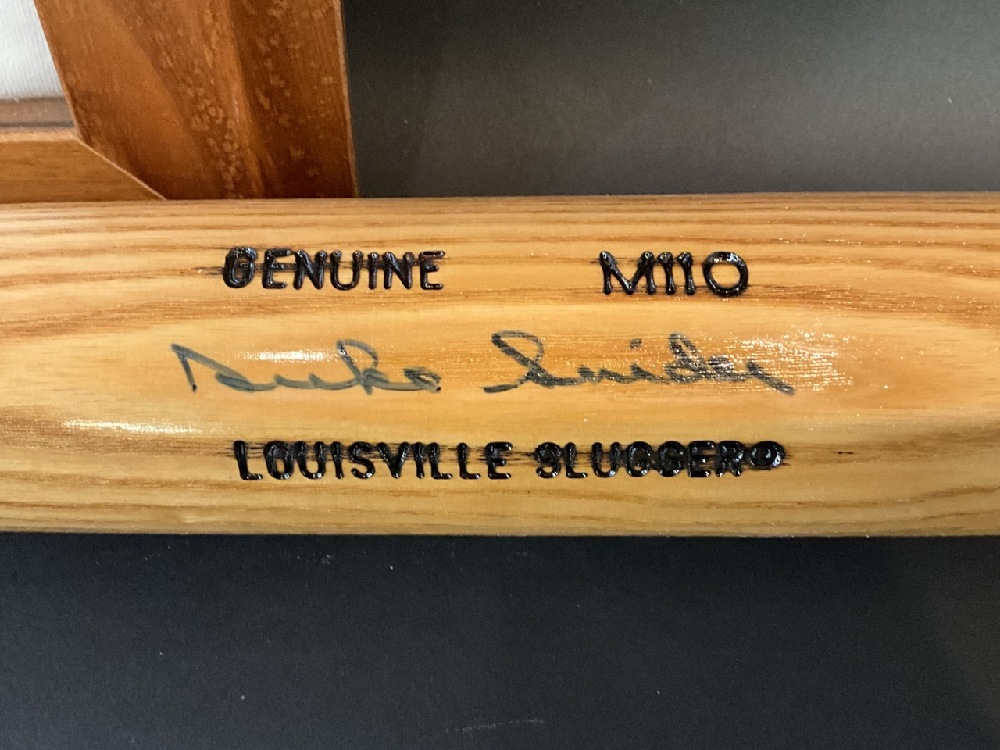 GENUINE M110
Duke Snider
LOUISVILLE SLUGGER®